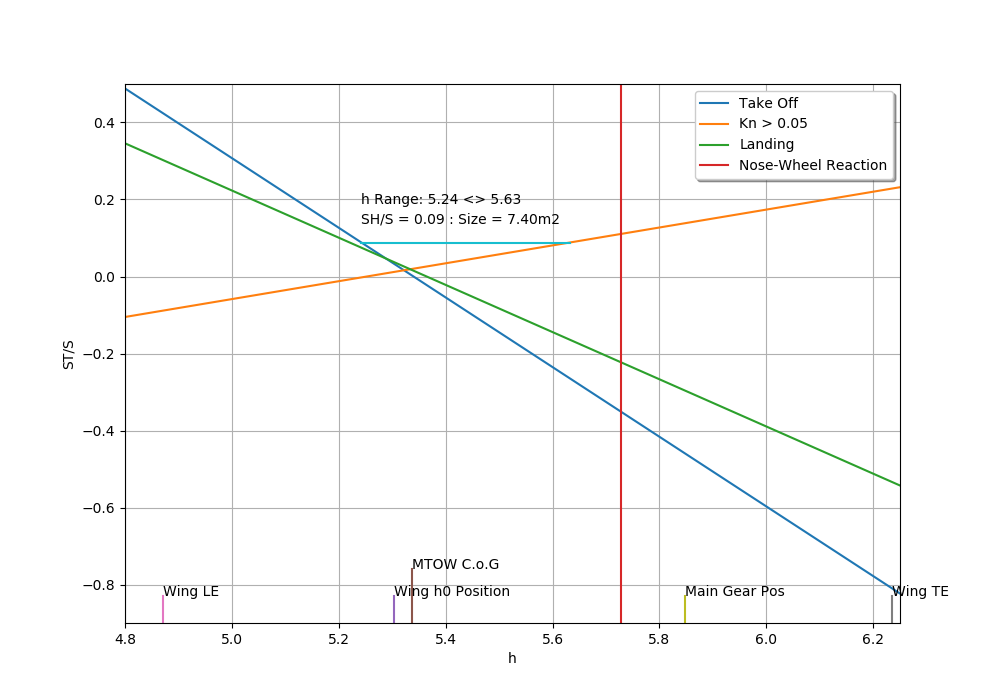 Take Off
Kn > 0.05
Landing
Nose-Wheel Reaction
0.4
0.2
0.0
−0.2
−0.4
−0.6
−0.8
ST/S
h Range: 5.24 <> 5.63
SH/S = 0.09 : Size = 7.40m2
MTOW C.o.G
Wing LE
Wing h0 Position
Main Gear Pos
Wing TE
4.8
5.0
5.2
5.4
5.6
5.8
6.0
6.2
h